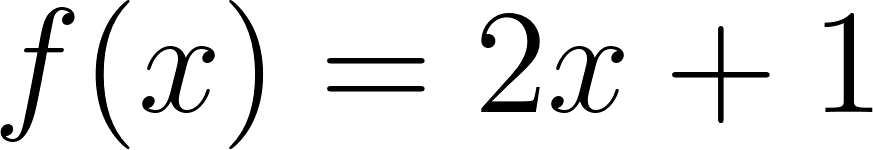 f(x) = 2x + 1